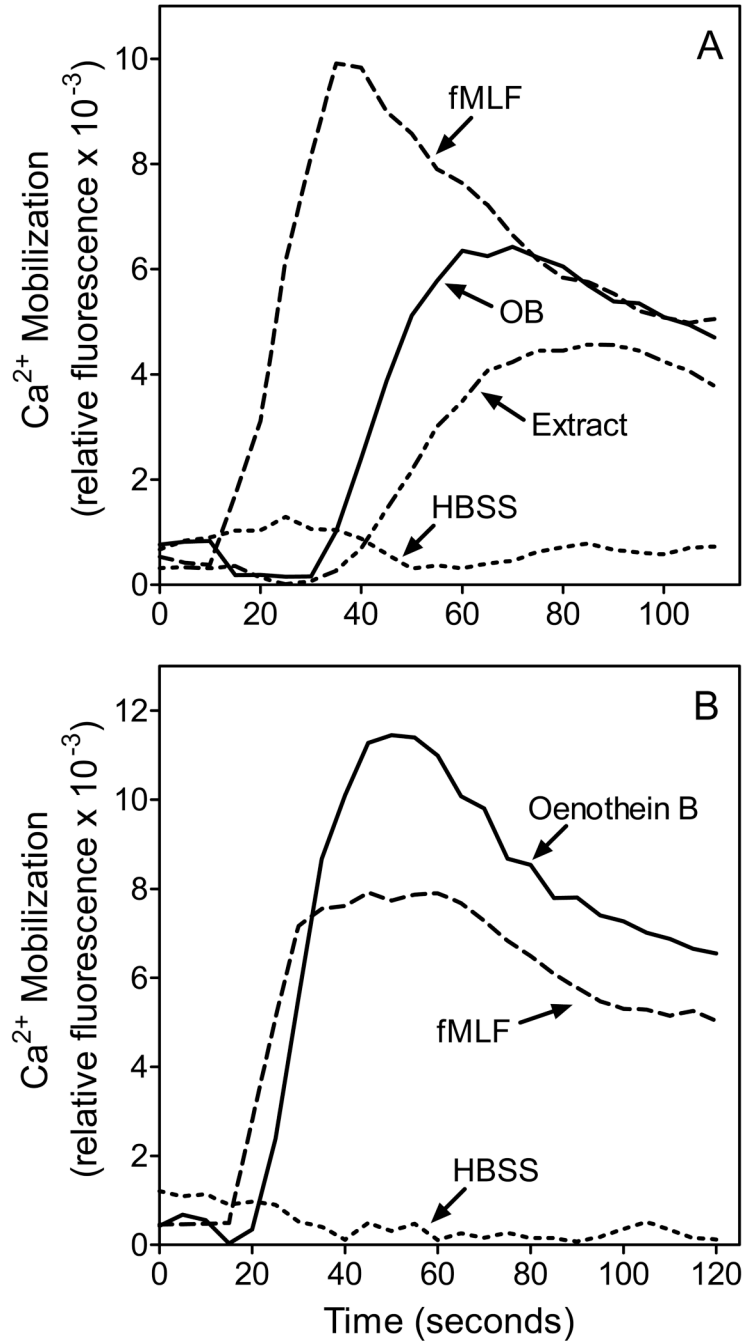 A
Ca2+ Mobilization
(relative fluorescence x 10-3)
10
8
6
4
2
0
fMLF
OB
Extract
HBSS
0 20 40 60 80 100
B
Ca2+ Mobilization
(relative fluorescence x 10-3)
12
10
8
6
4
2
0
Oenothein B
fMLF
HBSS
0 20 40 60 80 100 120
Time (seconds)